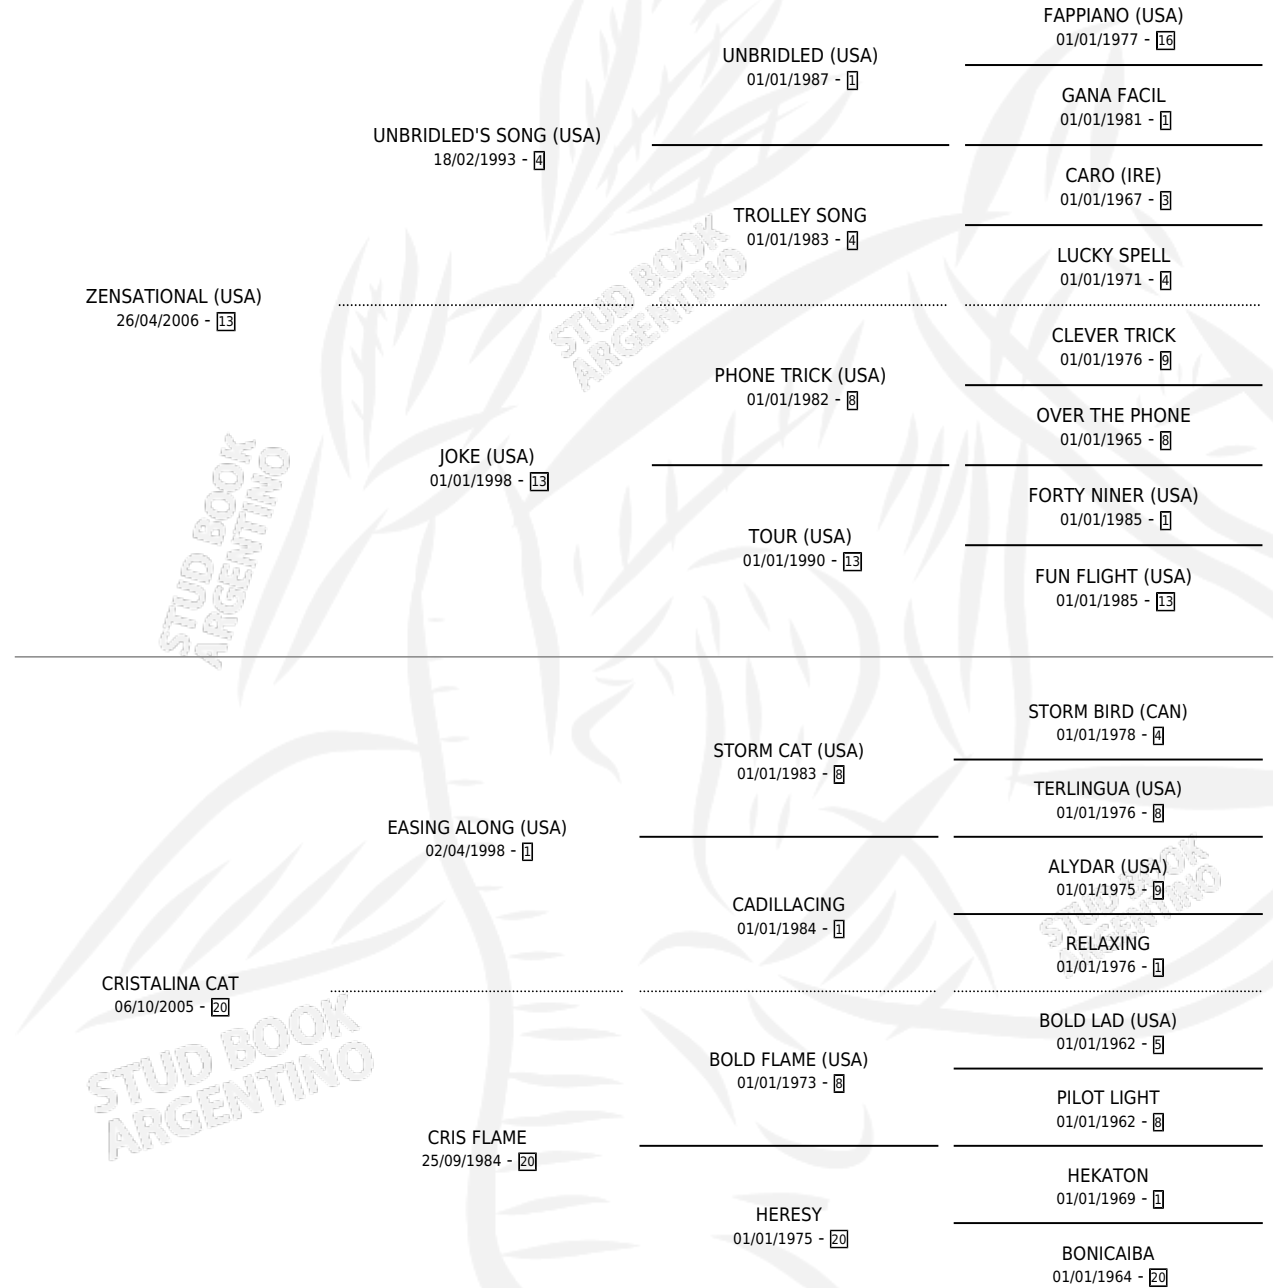 FAPPIANO (USA)
01/01/1977 - 16
UNBRIDLED (USA)
01/01/1987 - 1
GANA FACIL
01/01/1981 - 1
UNBRIDLED'S SONG (USA)
18/02/1993 - 4
CARO (IRE)
01/01/1967 - 3
TROLLEY SONG
01/01/1983 - 4
LUCKY SPELL
01/01/1971 - 4
ZENSATIONAL (USA)
26/04/2006 - 13
STUD BOOK
ARGENTINO
CLEVER TRICK
01/01/1976 - 9
PHONE TRICK (USA)
01/01/1982 - 8
OVER THE PHONE
01/01/1965 - 8
JOKE (USA)
01/01/1998 - 13
STUD BOOK
ARGENTINO
FORTY NINER (USA)
01/01/1985 - 1
TOUR (USA)
01/01/1990 - 13
FUN FLIGHT (USA)
01/01/1985 - 13
STORM BIRD (CAN)
01/01/1978 - 4
STORM CAT (USA)
01/01/1983 - 8
TERLINGUA (USA)
01/01/1976 - 8
EASING ALONG (USA)
02/04/1998 - 1
ALYDAR (USA)
01/01/1975 - 9
CADILLACING
01/01/1984 - 1
STUD BOOK
ARGENTINO
RELAXING
01/01/1976 - 1
CRISTALINA CAT
06/10/2005 - 20
STUD BOOK
ARGENTINO
BOLD LAD (USA)
01/01/1962 - 5
BOLD FLAME (USA)
01/01/1973 - 8
PILOT LIGHT
01/01/1962 - 8
CRIS FLAME
25/09/1984 - 20
HEKATON
01/01/1969 - 1
HERESY
01/01/1975 - 20
BONICAIBA
01/01/1964 - 20